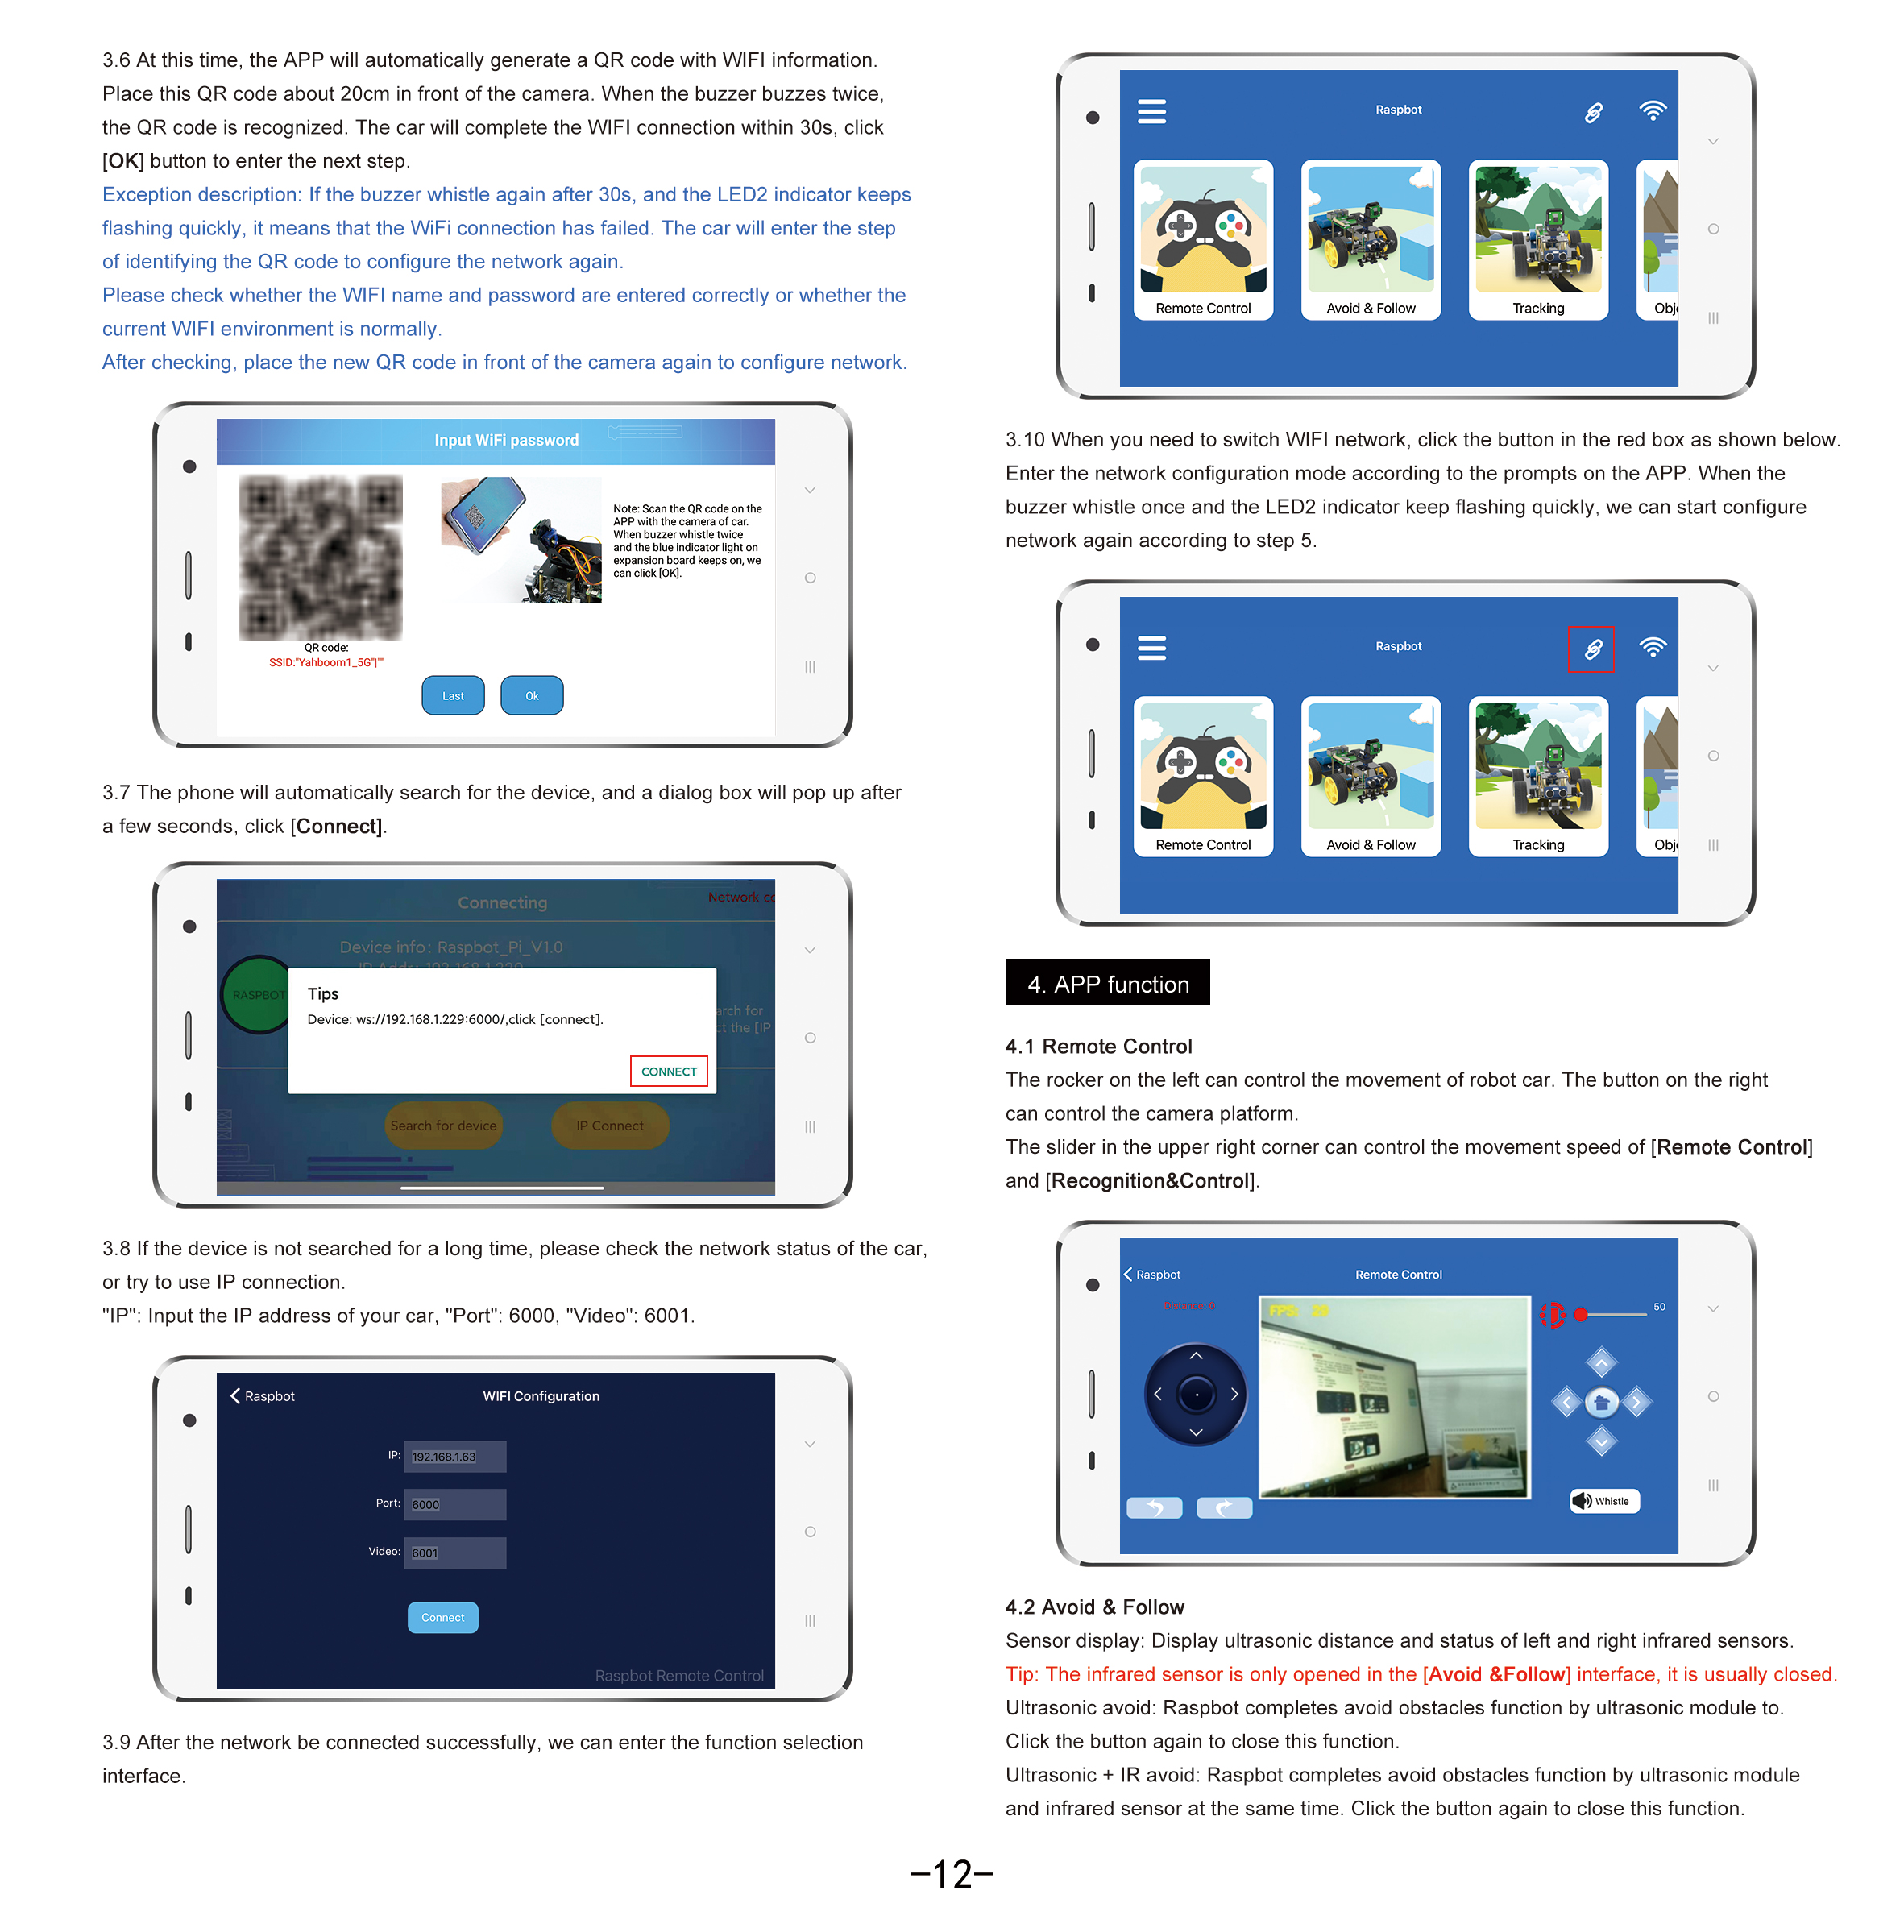 3.6 At this time, the APP will automatically generate a QR code with WIFI information.
Place this QR code about 20cm in front of the camera. When the buzzer buzzes twice,
the QR code is recognized. The car will complete the WIFI connection within 30s, click
[OK] button to enter the next step.
Exception description: If the buzzer whistle again after 30s, and the LED2 indicator keeps
flashing quickly, it means that the WiFi connection has failed. The car will enter the step
of identifying the QR code to configure the network again.
Please check whether the WIFI name and password are entered correctly or whether the
current WIFI environment is normally.
After checking, place the new QR code in front of the camera again to configure network.
Input WiFi password
Note: Scan the QR code on the
APP with the camera of car.
When buzzer whistle twice
and the blue indicator light on
expansion board keeps on, we
can click [OK].
QR code:
SSID:"Yahboom1_5G"|""
Last
Ok
3.7 The phone will automatically search for the device, and a dialog box will pop up after
a few seconds, click [Connect].
Connecting
Network co
Device info: Raspbot_Pi_V1.0
IP Addr: 192.168.1.229
RASPBOT
arch for
ct the [IP
Tips
Device: ws://192.168.1.229:6000/,click [connect].
CONNECT
Search for device
IP Connect
3.8 If the device is not searched for a long time, please check the network status of the car,
or try to use IP connection.
"IP": Input the IP address of your car, "Port": 6000, "Video": 6001.
Raspbot
WIFI Configuration
IP: 192.168.1.63
Port: 6000
Video: 6001
Connect
Raspbot Remote Control
3.9 After the network be connected successfully, we can enter the function selection
interface.
Raspbot
Remote Control
Avoid & Follow
Tracking
Obje
3.10 When you need to switch WIFI network, click the button in the red box as shown below.
Enter the network configuration mode according to the prompts on the APP. When the
buzzer whistle once and the LED2 indicator keep flashing quickly, we can start configure
network again according to step 5.
Raspbot
Remote Control
Avoid & Follow
Tracking
Obje
4. APP function
4.1 Remote Control
The rocker on the left can control the movement of robot car. The button on the right
can control the camera platform.
The slider in the upper right corner can control the movement speed of [Remote Control]
and [Recognition&Control].
Raspbot
Remote Control
Distance:0
FPS: 20
50
Whistle
4.2 Avoid & Follow
Sensor display: Display ultrasonic distance and status of left and right infrared sensors.
Tip: The infrared sensor is only opened in the [Avoid &Follow] interface, it is usually closed.
Ultrasonic avoid: Raspbot completes avoid obstacles function by ultrasonic module to.
Click the button again to close this function.
Ultrasonic + IR avoid: Raspbot completes avoid obstacles function by ultrasonic module
and infrared sensor at the same time. Click the button again to close this function.
-12-